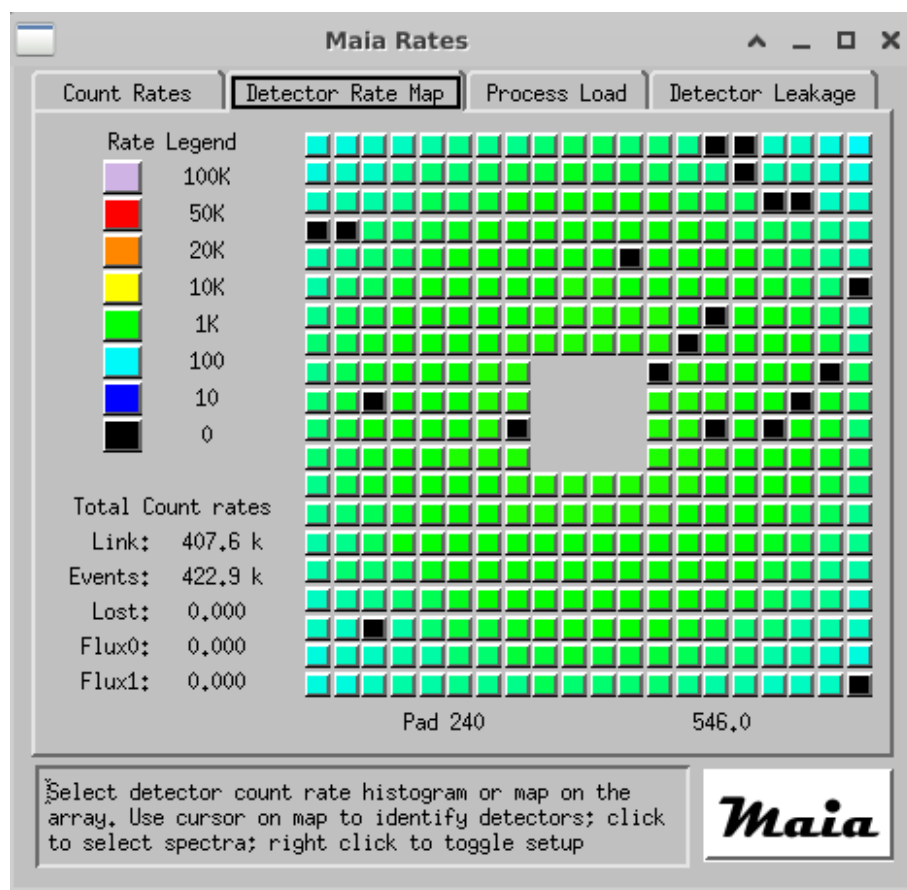 Maia Rates
Count Rates
Detector Rate Map
Process Load
Detector Leakage
Rate Legend
100K
50K
20K
10K
1K
100
10
0
Total Count rates
Link: 407.6 k
Events: 422.9 k
Lost: 0.000
Flux0: 0.000
Flux1: 0.000
Pad 240 546.0
Select detector count rate histogram or map on the
array. Use cursor on map to identify detectors; click
to select spectra; right click to toggle setup
Maia